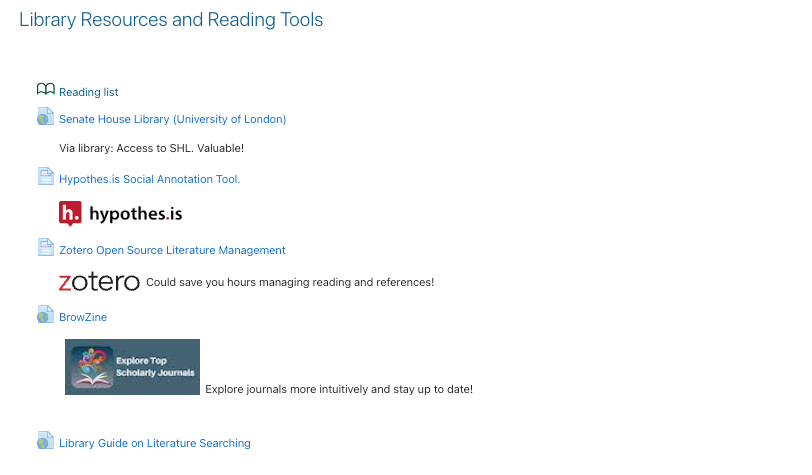 Library Resources and Reading Tools
Reading list
Senate House Library (University of London)
Via library: Access to SHL. Valuable!
Hypothes.is Social Annotation Tool.
h. hypothes.is
Zotero Open Source Literature Management
zotero Could save you hours managing reading and references!
BrowZine
Explore Top
Scholarly Journals
Explore journals more intuitively and stay up to date!
Library Guide on Literature Searching